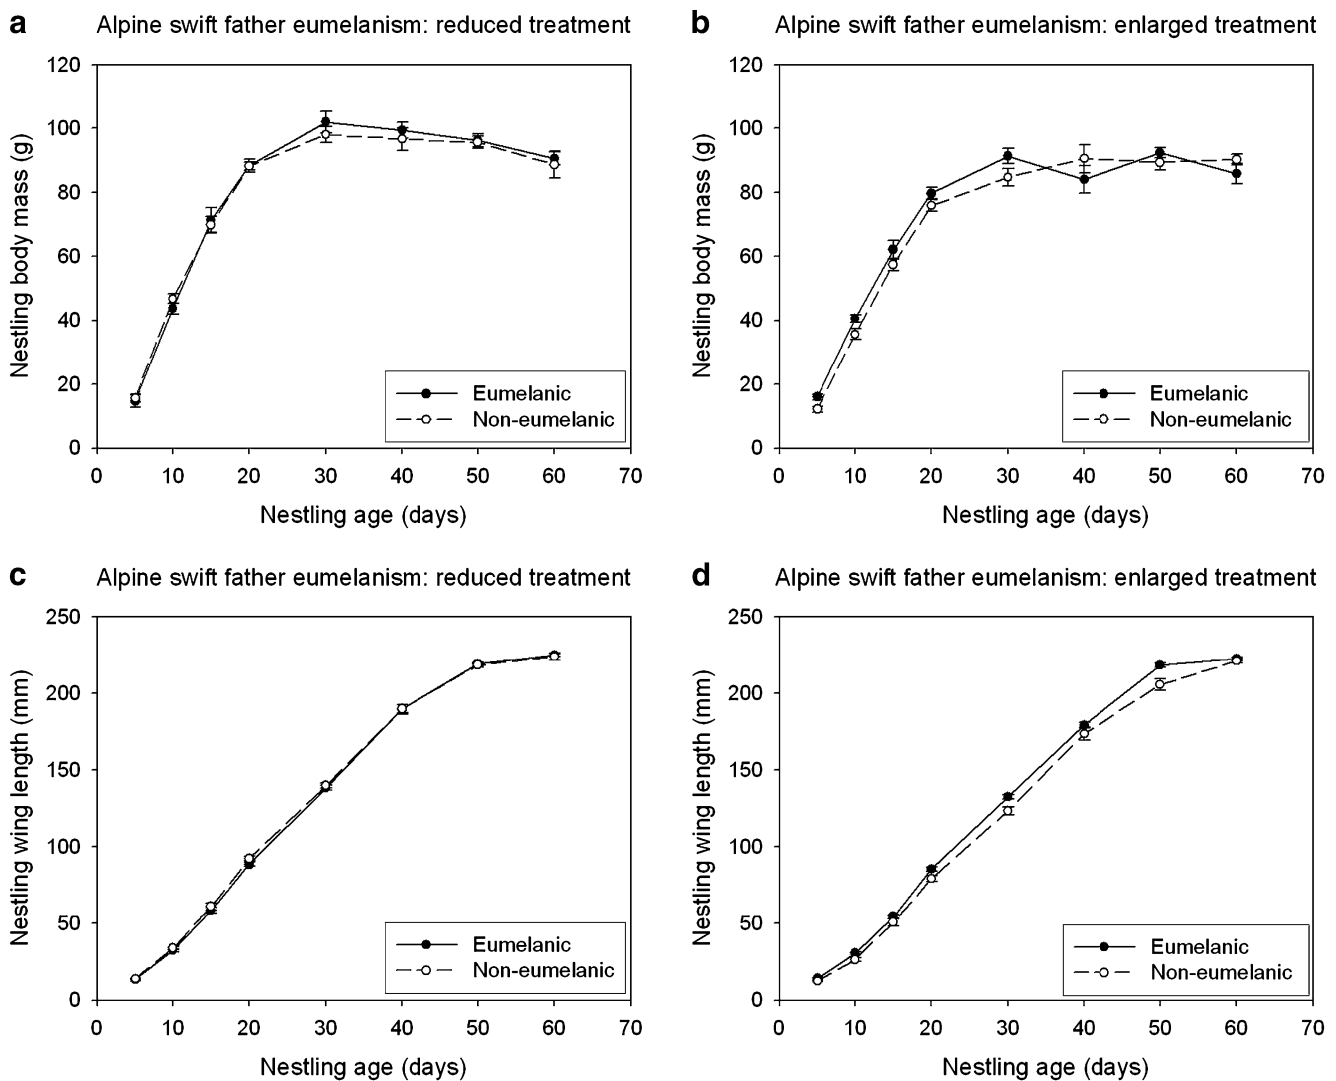 a Alpine swift father eumelanism: reduced treatment
120
100
80
60
40
20
0
Nestling body mass (g)
Eumelanic
Non-eumelanic
0 10 20 30 40 50 60 70
Nestling age (days)
b Alpine swift father eumelanism: enlarged treatment
120
100
80
60
40
20
0
Nestling body mass (g)
Eumelanic
Non-eumelanic
0 10 20 30 40 50 60 70
Nestling age (days)
c Alpine swift father eumelanism: reduced treatment
250
200
150
100
50
0
Nestling wing length (mm)
Eumelanic
Non-eumelanic
0 10 20 30 40 50 60 70
Nestling age (days)
d Alpine swift father eumelanism: enlarged treatment
250
200
150
100
50
0
Nestling wing length (mm)
Eumelanic
Non-eumelanic
0 10 20 30 40 50 60 70
Nestling age (days)